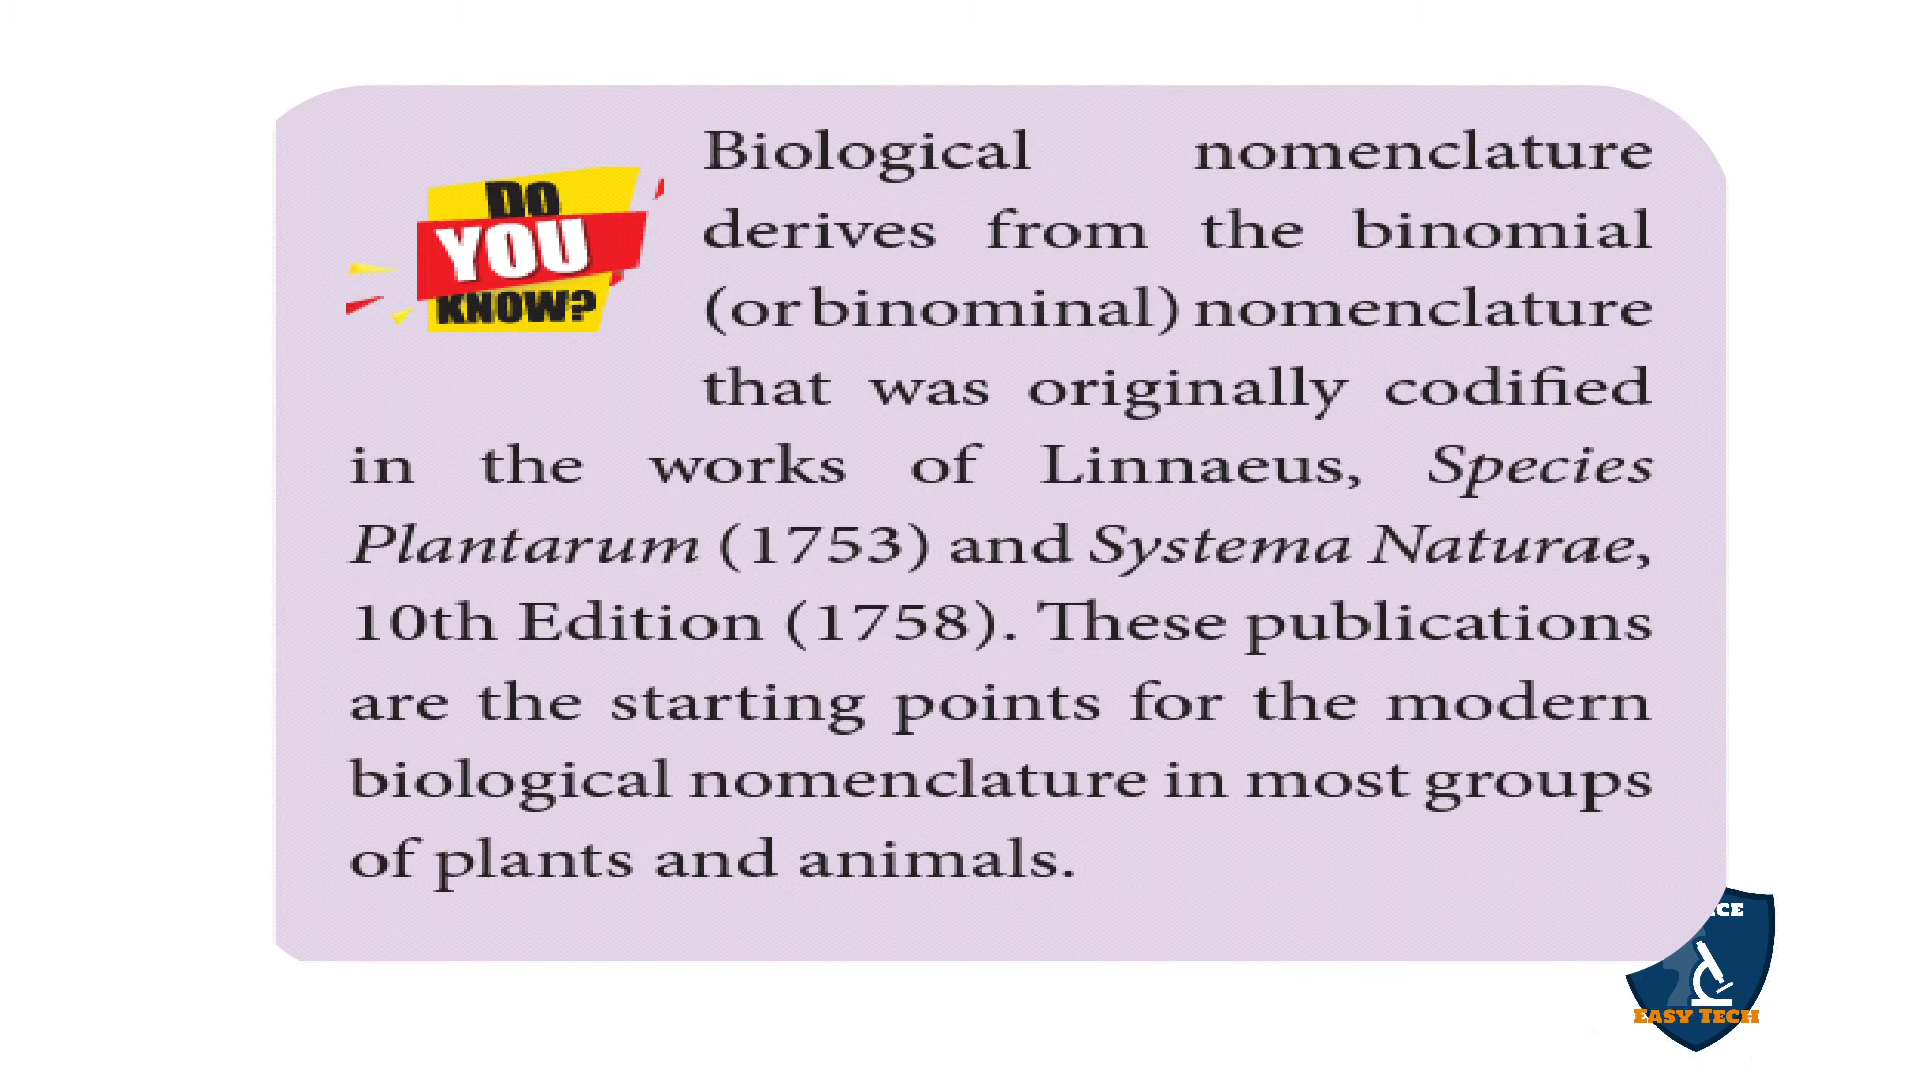 DO
YOU
KNOW?
Biological nomenclature
derives from the binomial
(or binominal) nomenclature
that was originally codified
in the works of Linnaeus, Species
Plantarum (1753) and Systema Naturae,
10th Edition (1758). These publications
are the starting points for the modern
biological nomenclature in most groups
of plants and animals.
EASY TECH